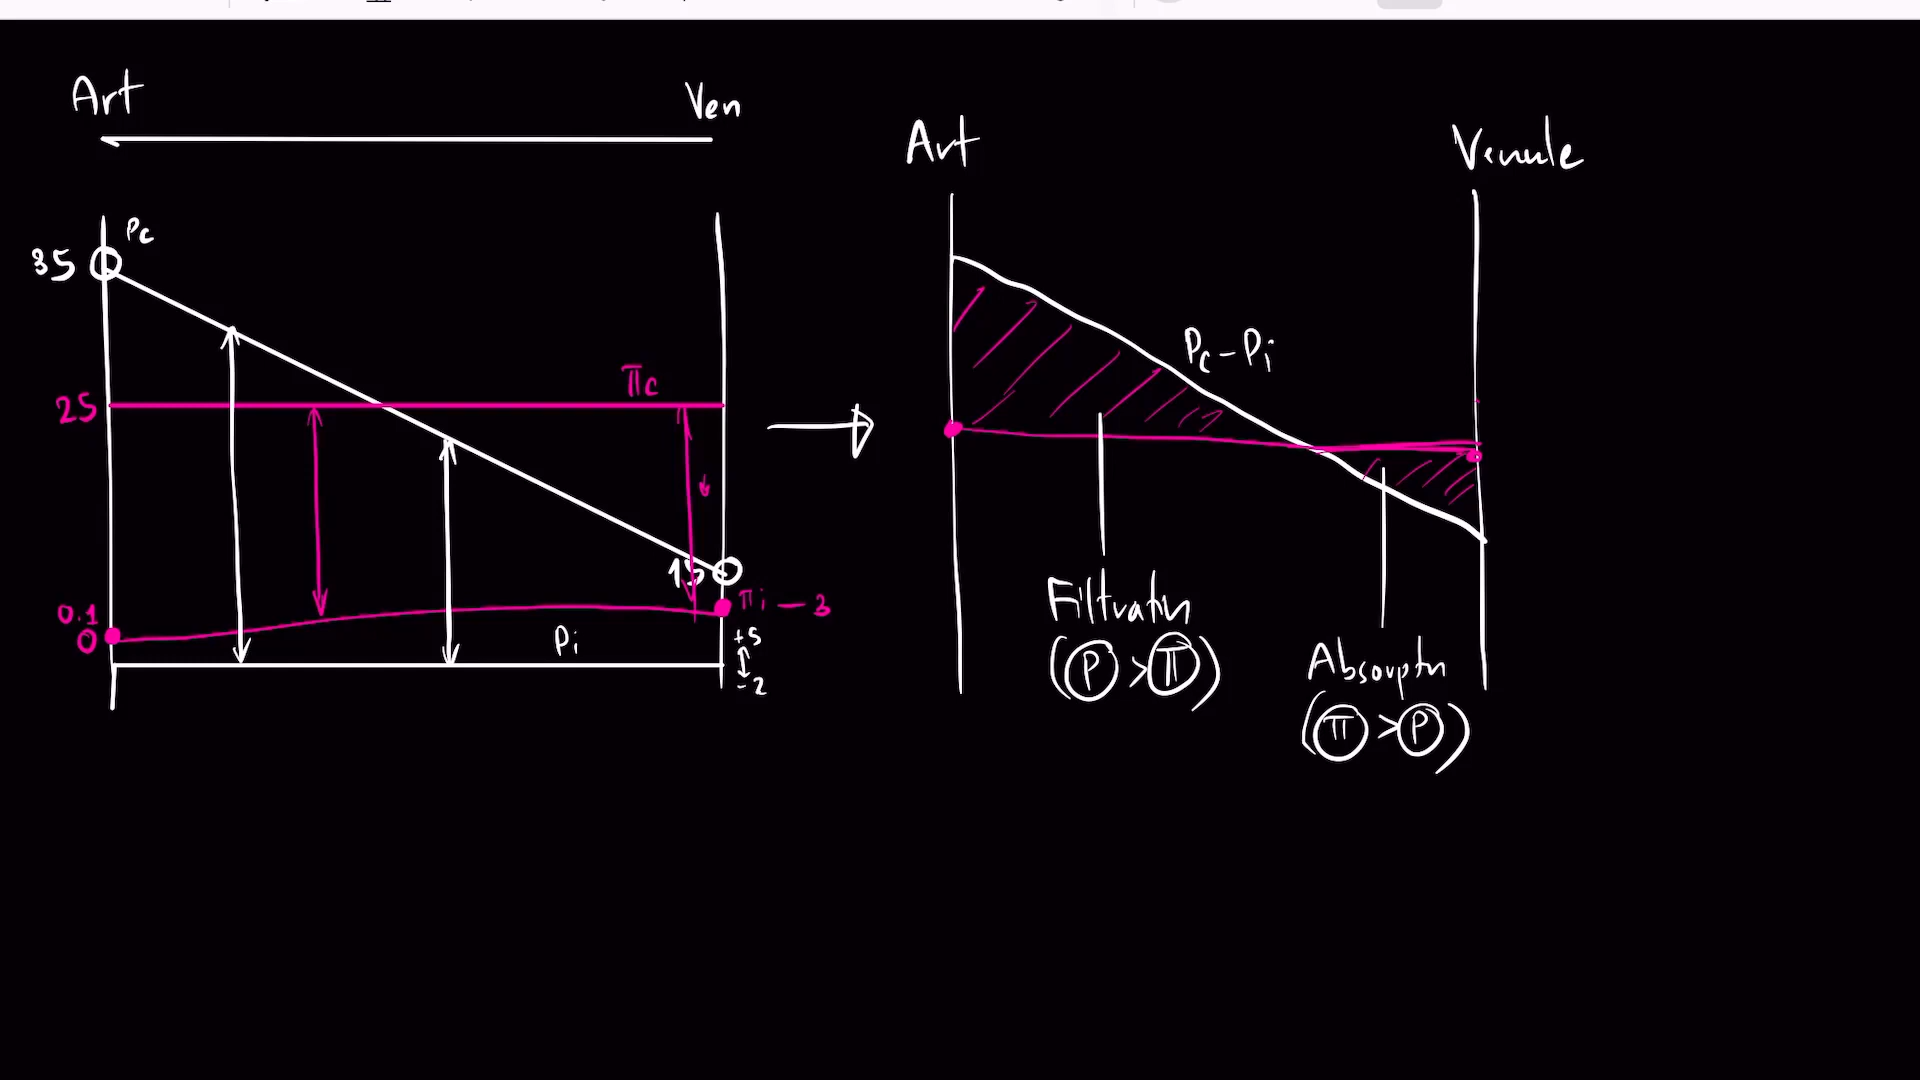 Art
Ven
Pc
35
πc
25
15
πi - 3
0.1
0
Pi
+5
-2
Art
Venule
Pc - Pi
Filtratn
(P > π)
Absorptn
(π > P)